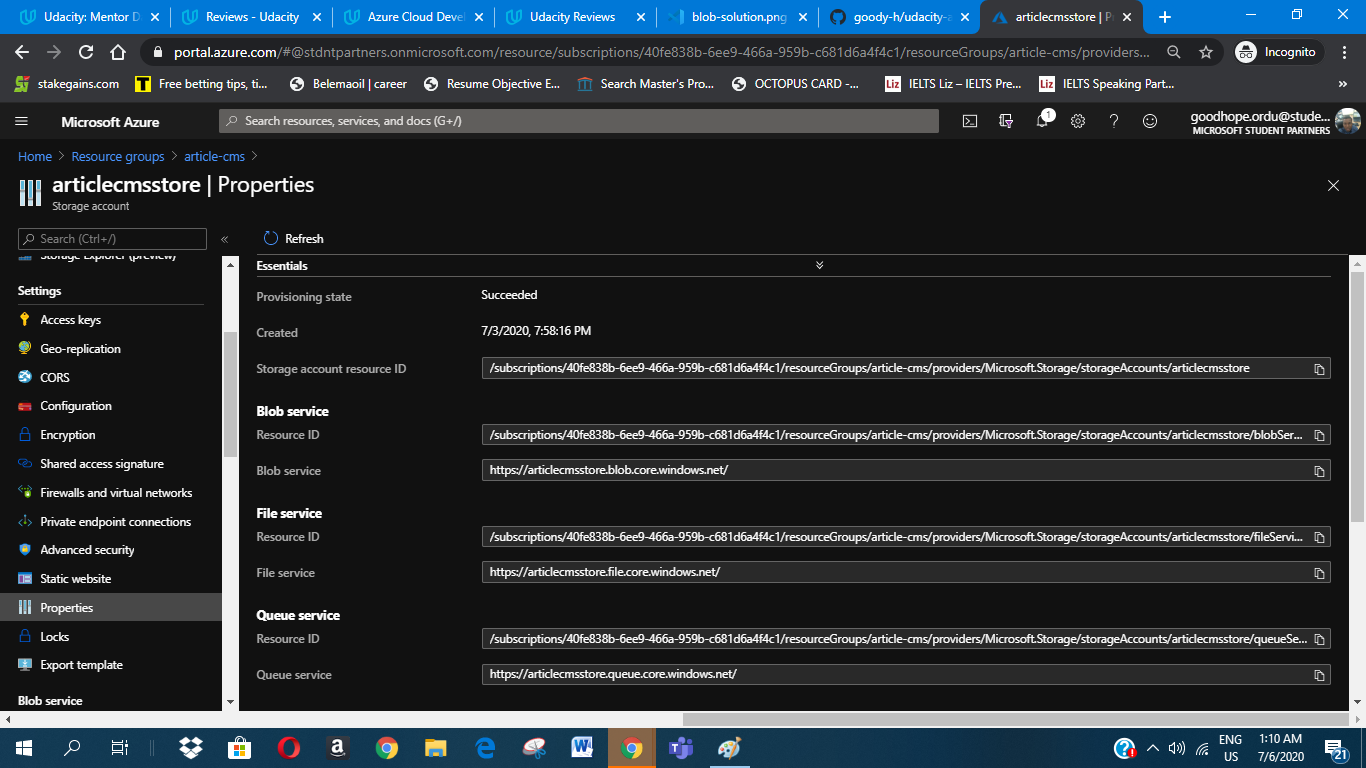 Udacity: Mentor D
Reviews - Udacity
Azure Cloud Deve
Udacity Reviews
blob-solution.png
goody-h/udacity-a
articlecmsstore | P
portal.azure.com/#@stdntpartners.onmicrosoft.com/resource/subscriptions/40fe838b-6ee9-466a-959b-c681d6a4f4c1/resourceGroups/article-cms/providers...
Incognito
stakegains.com
Free betting tips, ti...
Belemaoil | career
Resume Objective E...
Search Master's Pro...
OCTOPUS CARD -...
Liz
IELTS Liz – IELTS Pre...
Liz
IELTS Speaking Part...
»
Microsoft Azure
Search resources, services, and docs (G+/)
1
goodhope.ordu@stude...
MICROSOFT STUDENT PARTNERS
Home > Resource groups > article-cms >
articlecmsstore | Properties
Storage account
Search (Ctrl+/)
«
Refresh
Storage Explorer (preview)
Settings
Access keys
Geo-replication
CORS
Configuration
Encryption
Shared access signature
Firewalls and virtual networks
Private endpoint connections
Advanced security
Static website
Properties
Locks
Export template
Blob service
Essentials
Provisioning state
Succeeded
Created
7/3/2020, 7:58:16 PM
Storage account resource ID
/subscriptions/40fe838b-6ee9-466a-959b-c681d6a4f4c1/resourceGroups/article-cms/providers/Microsoft.Storage/storageAccounts/articlecmsstore
Blob service
Resource ID
/subscriptions/40fe838b-6ee9-466a-959b-c681d6a4f4c1/resourceGroups/article-cms/providers/Microsoft.Storage/storageAccounts/articlecmsstore/blobSer...
Blob service
https://articlecmsstore.blob.core.windows.net/
File service
Resource ID
/subscriptions/40fe838b-6ee9-466a-959b-c681d6a4f4c1/resourceGroups/article-cms/providers/Microsoft.Storage/storageAccounts/articlecmsstore/fileServi...
File service
https://articlecmsstore.file.core.windows.net/
Queue service
Resource ID
/subscriptions/40fe838b-6ee9-466a-959b-c681d6a4f4c1/resourceGroups/article-cms/providers/Microsoft.Storage/storageAccounts/articlecmsstore/queueSe...
Queue service
https://articlecmsstore.queue.core.windows.net/
ENG
US
1:10 AM
7/6/2020
21